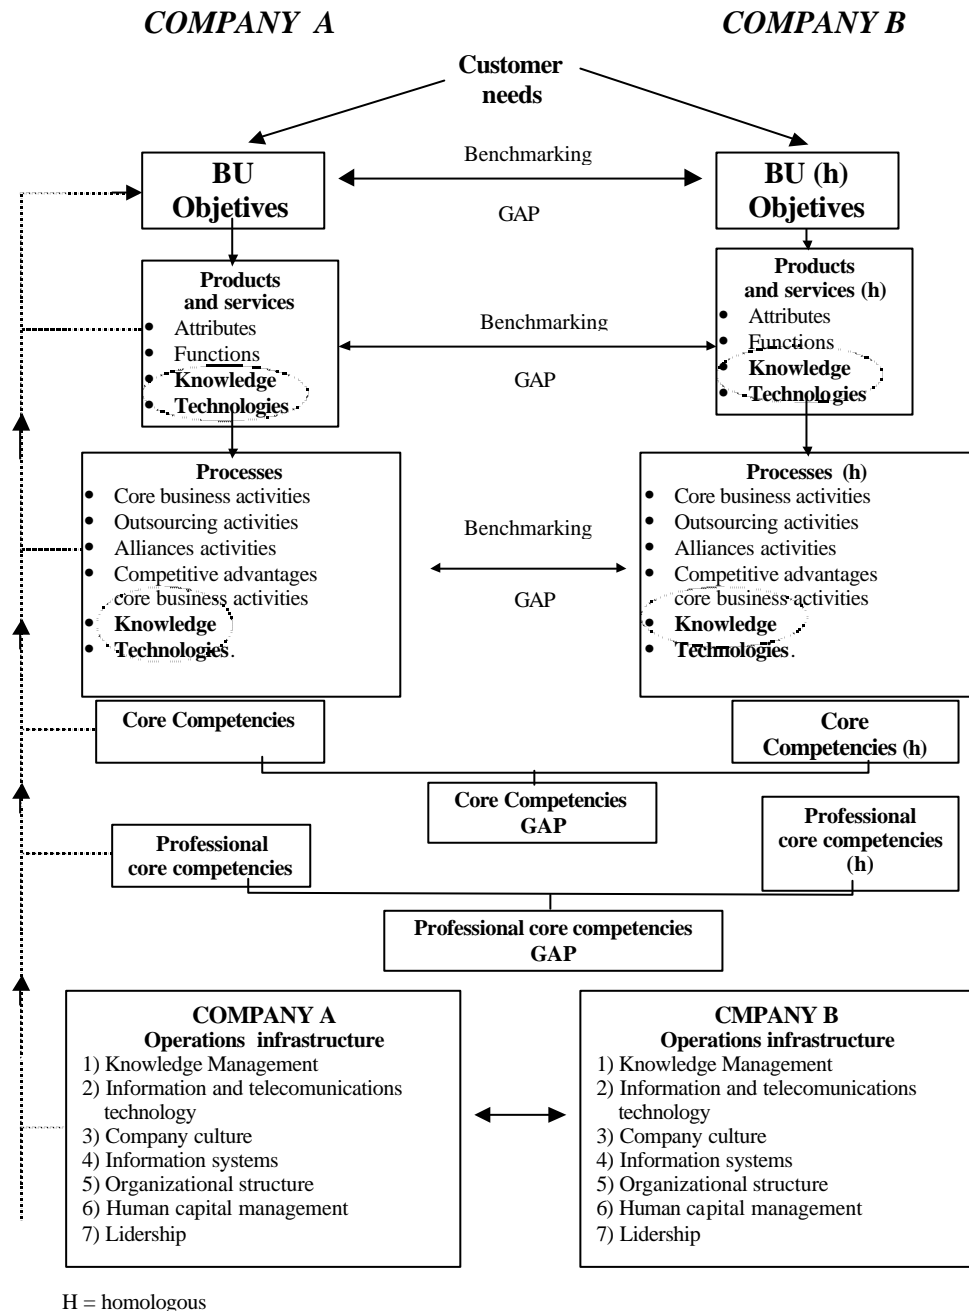 COMPANY A
COMPANY B
Customer
needs
BU
Objetives
Benchmarking
GAP
BU (h)
Objectives
Products
and services
• Attributes
• Functions
• Knowledge
• Technologies
Benchmarking
GAP
Products
and services (h)
• Attributes
• Functions
• Knowledge
• Technologies
Processes
• Core business activities
• Outsourcing activities
• Alliances activities
• Competitive advantages
core business activities
• Knowledge
• Technologies.
Benchmarking
GAP
Processes (h)
• Core business activities
• Outsourcing activities
• Alliances activities
• Competitive advantages
core business activities
• Knowledge
• Technologies.
Core Competencies
Core
Competencies (h)
Core Competencies
GAP
Professional
core competencies
Professional
core competencies
(h)
Professional core competencies
GAP
COMPANY A
Operations infrastructure
1) Knowledge Management
2) Information and telecomunications
technology
3) Company culture
4) Information systems
5) Organizational structure
6) Human capital management
7) Lidership
CMPANY B
Operations infrastructure
1) Knowledge Management
2) Information and telecomunications
technology
3) Company culture
4) Information systems
5) Organizational structure
6) Human capital management
7) Lidership
H = homologous